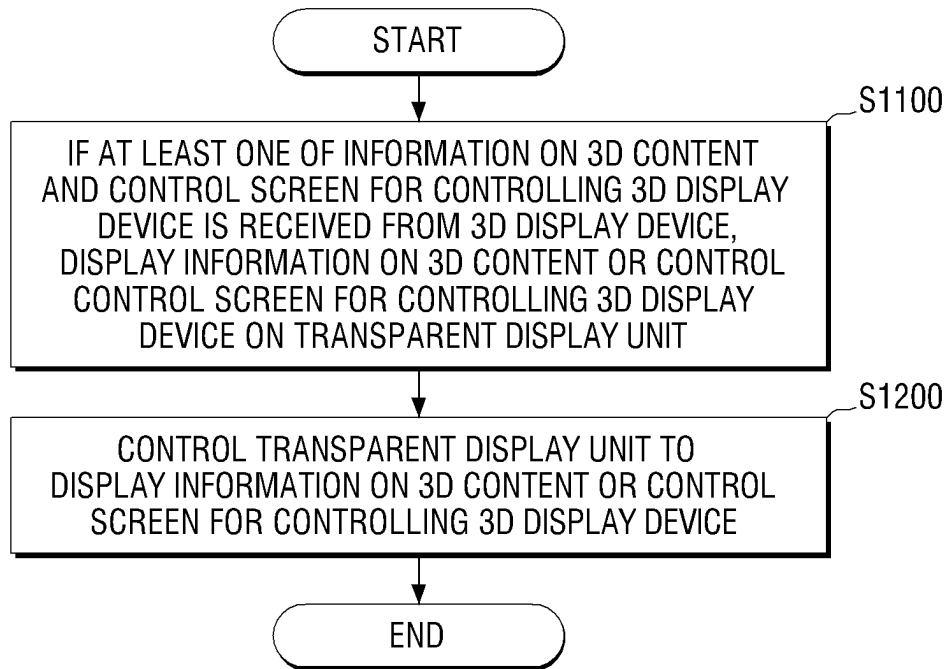 START
S1100
IF AT LEAST ONE OF INFORMATION ON 3D CONTENT
AND CONTROL SCREEN FOR CONTROLLING 3D DISPLAY
DEVICE IS RECEIVED FROM 3D DISPLAY DEVICE,
DISPLAY INFORMATION ON 3D CONTENT OR CONTROL
CONTROL SCREEN FOR CONTROLLING 3D DISPLAY
DEVICE ON TRANSPARENT DISPLAY UNIT
S1200
CONTROL TRANSPARENT DISPLAY UNIT TO
DISPLAY INFORMATION ON 3D CONTENT OR CONTROL
SCREEN FOR CONTROLLING 3D DISPLAY DEVICE
END